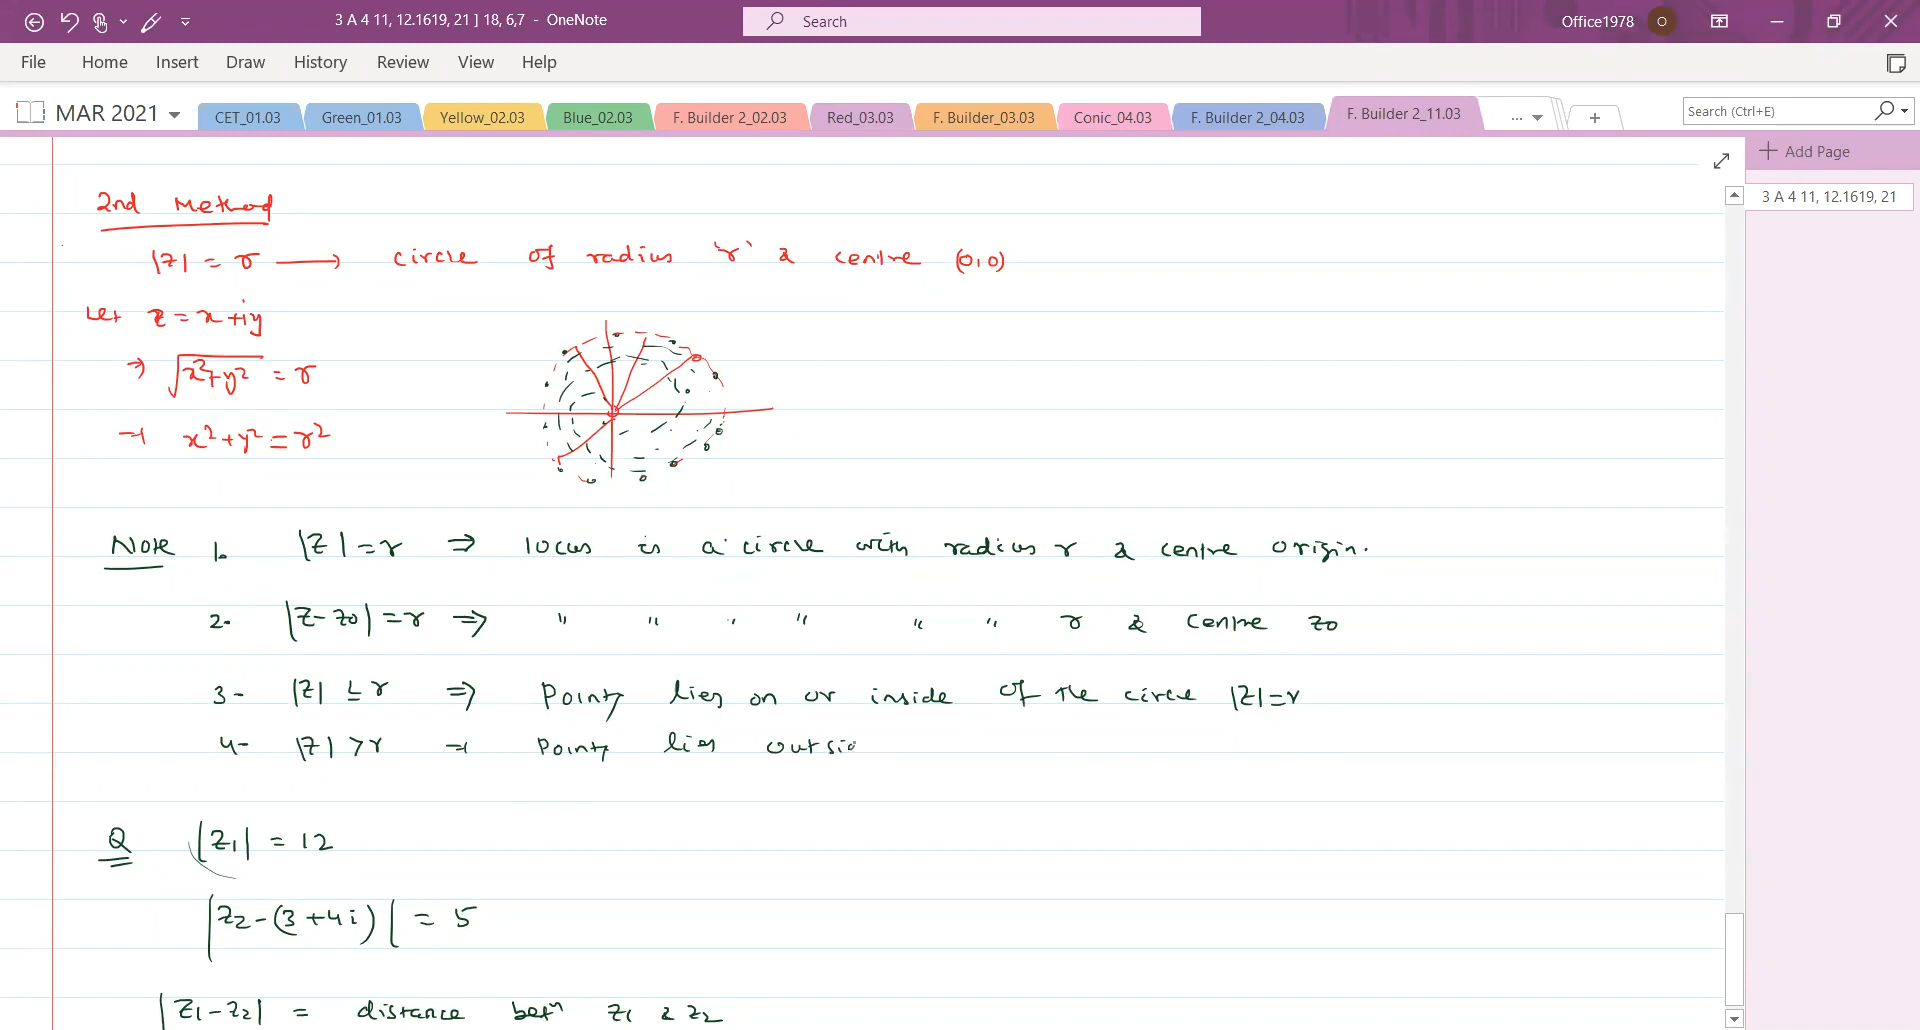 3 A 4 11, 12.1619, 21 ] 18, 6,7 - OneNote
Search
Office1978
O
File Home Insert Draw History Review View Help
MAR 2021
CET_01.03 Green_01.03 Yellow_02.03 Blue_02.03 F. Builder 2_02.03 Red_03.03 F. Builder_03.03 Conic_04.03 F. Builder 2_04.03 F. Builder 2_11.03 ...
Search (Ctrl+E)
Add Page
3 A 4 11, 12.1619, 21
2nd Method
|z| = r → circle of radius 'r' & centre (0,0)
Let z = x+iy
⇒ √x²+y² = r
⇒ x²+y² = r²
Note 1. |z| = r ⇒ locus is a circle with radius r & centre origin.
2- |z-z0| = r ⇒ " " " " " " r & centre z0
3- |z| ≤ r ⇒ Points lies on or inside of the circle |z|=r
4- |z| > r ⇒ Points lies outsid
Q |z1| = 12
|z2-(3+4i)| = 5
|z1-z2| = distance betn z1 & z2